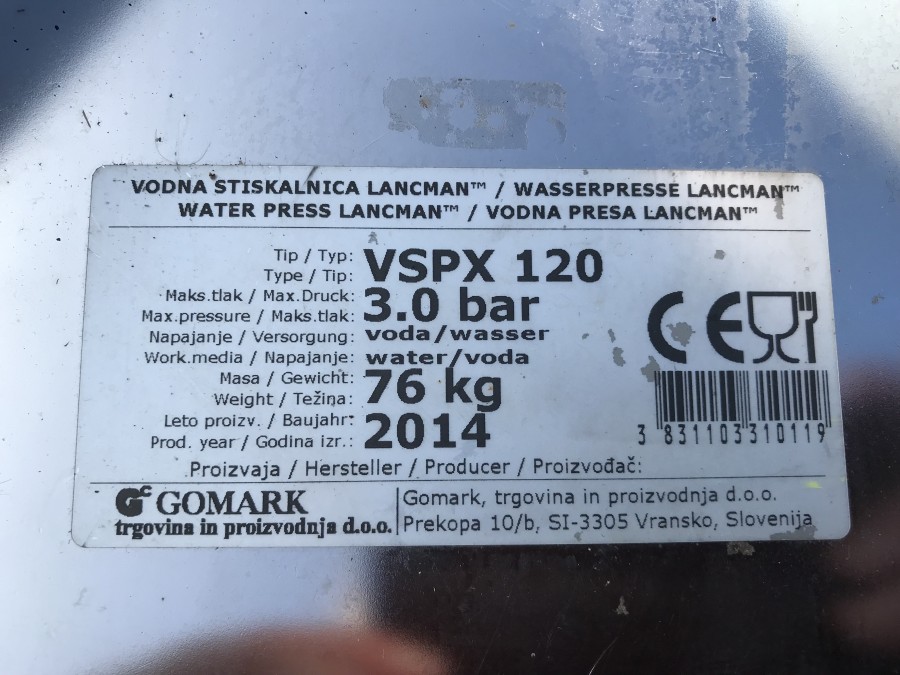 VODNA STISKALNICA LANCMAN™ / WASSERPRESSE LANCMAN™
WATER PRESS LANCMAN™ / VODNA PRESA LANCMAN™
Tip / Typ:
Type / Tip: VSPX 120
Maks.tlak / Max.Druck:
Max.pressure / Maks.tlak: 3.0 bar
Napajanje / Versorgung: voda/wasser
Work.media / Napajanje: water/voda
Masa / Gewicht:
Weight / Težina: 76 kg
Leto proizv. / Baujahr:
Prod. year / Godina izr.: 2014
CE
3 831103 310119
Proizvaja / Hersteller / Producer / Proizvođač:
GC GOMARK
trgovina in proizvodnja d.o.o.
Gomark, trgovina in proizvodnja d.o.o.
Prekopa 10/b, SI-3305 Vransko, Slovenija